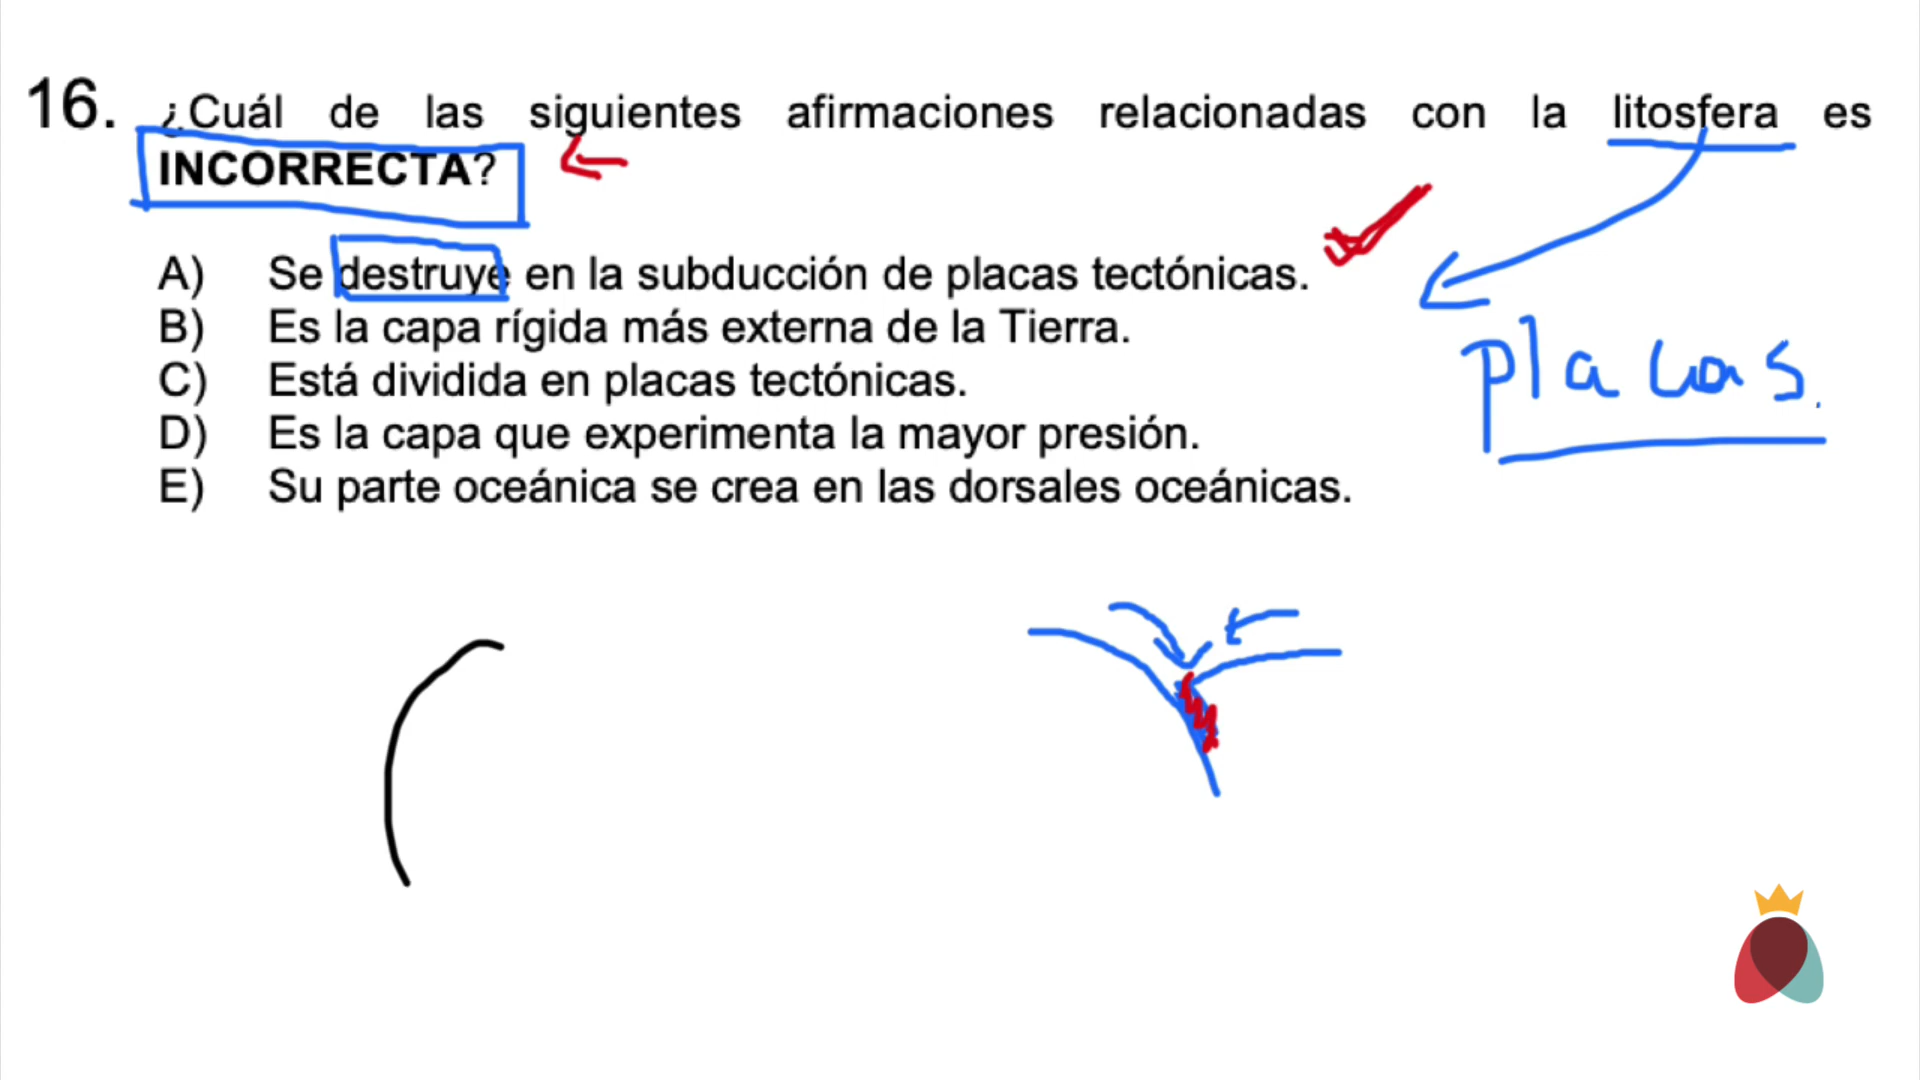 16. ¿Cuál de las siguientes afirmaciones relacionadas con la litosfera es
INCORRECTA?
A) Se destruye en la subducción de placas tectónicas.
B) Es la capa rígida más externa de la Tierra.
C) Está dividida en placas tectónicas.
D) Es la capa que experimenta la mayor presión.
E) Su parte oceánica se crea en las dorsales oceánicas.
placas.